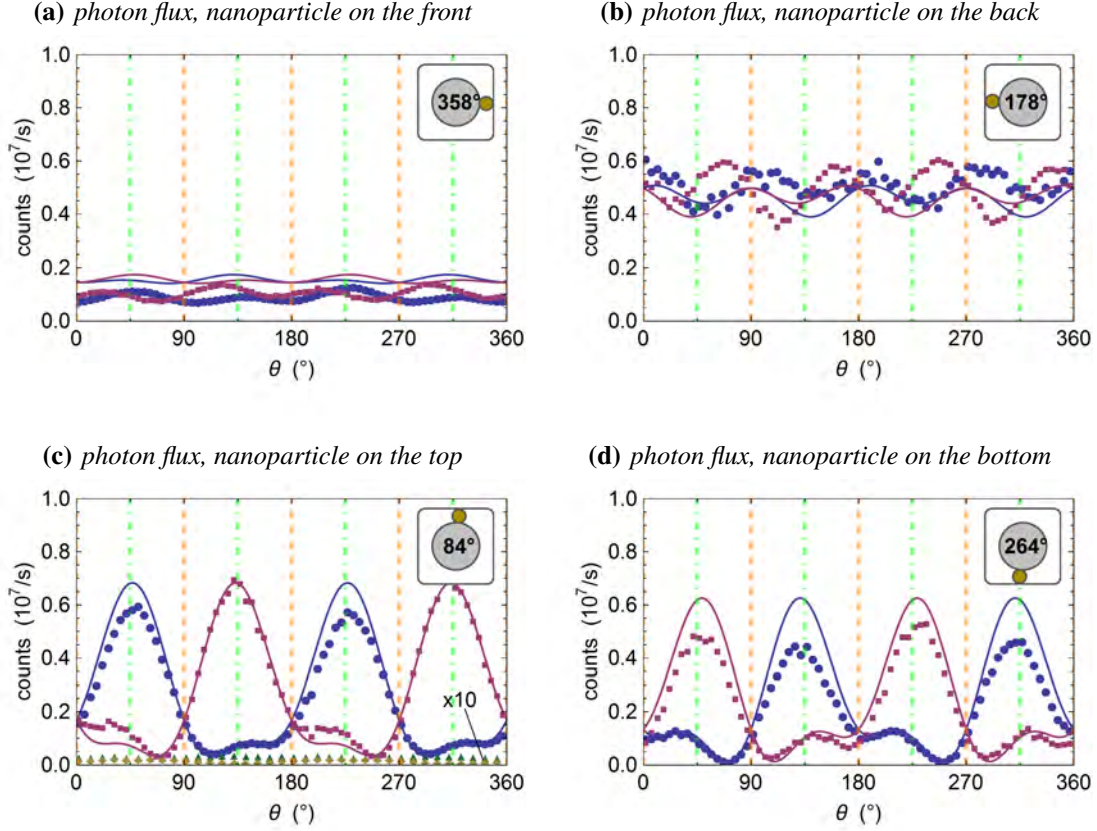 (a) photon flux, nanoparticle on the front
(b) photon flux, nanoparticle on the back
1.0
0.8
0.6
0.4
0.2
0.0
counts (10⁷/s)
358°
0 90 180 270 360
θ (°)
1.0
0.8
0.6
0.4
0.2
0.0
counts (10⁷/s)
178°
0 90 180 270 360
θ (°)
(c) photon flux, nanoparticle on the top
(d) photon flux, nanoparticle on the bottom
1.0
0.8
0.6
0.4
0.2
0.0
counts (10⁷/s)
84°
x10
0 90 180 270 360
θ (°)
1.0
0.8
0.6
0.4
0.2
0.0
counts (10⁷/s)
264°
0 90 180 270 360
θ (°)